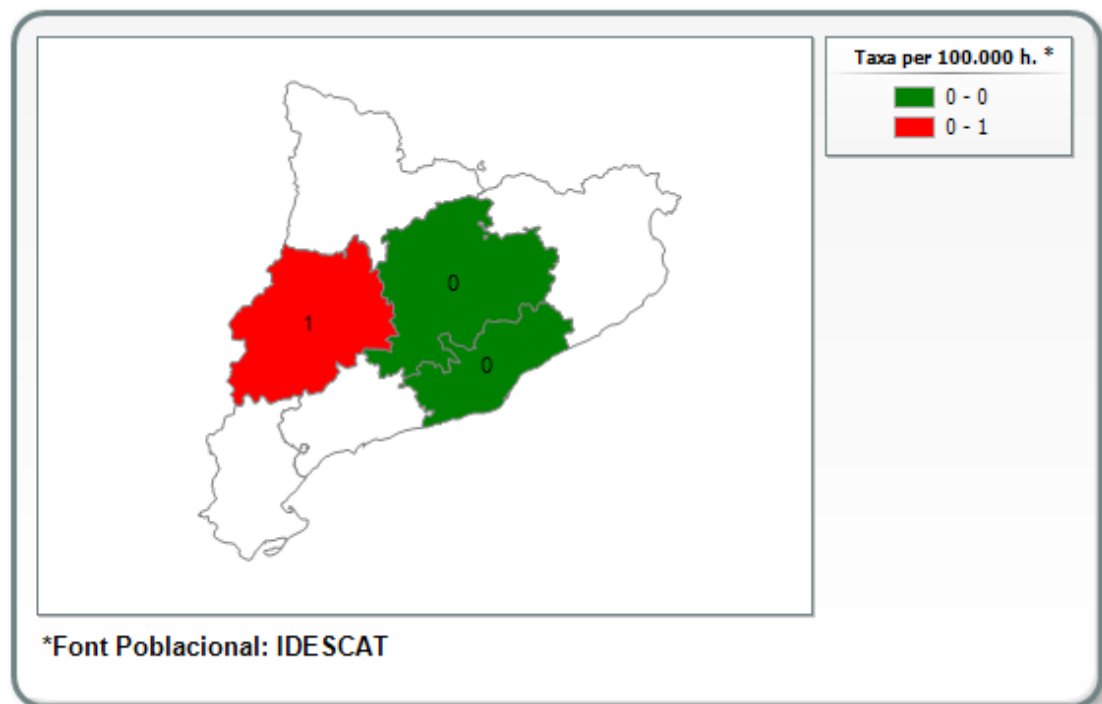 Taxa per 100.000 h. *
0 - 0
0 - 1
0
1
0
*Font Poblacional: IDESCAT